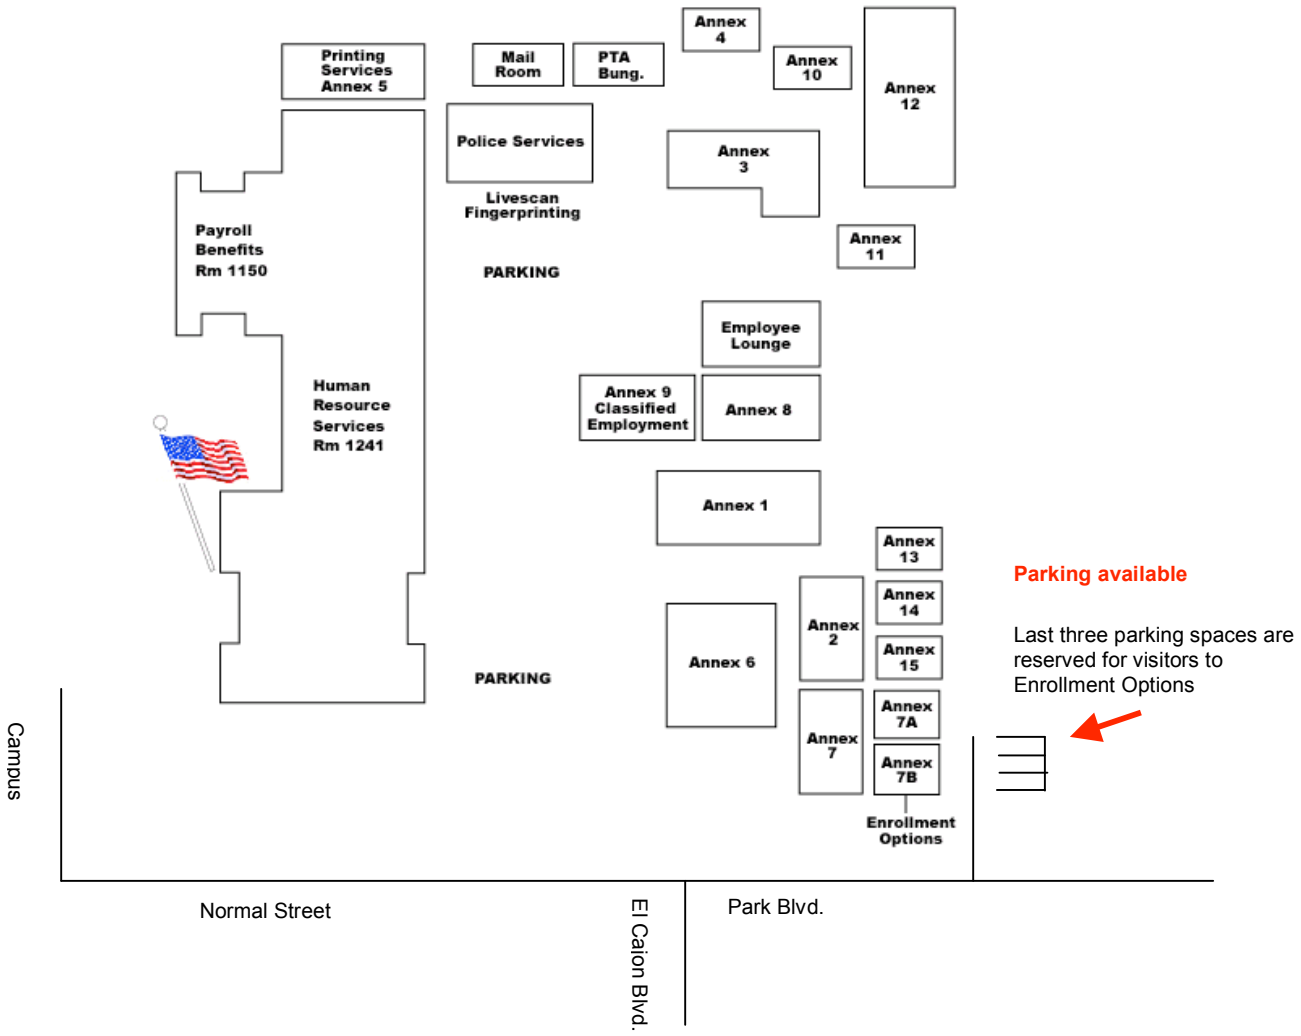 Annex
4
Printing
Services
Annex 5
Mail
Room
PTA
Bung.
Annex
10
Annex
12
Police Services
Annex
3
Livescan
Fingerprinting
Payroll
Benefits
Rm 1150
Annex
11
PARKING
Employee
Lounge
Human
Resource
Services
Rm 1241
Annex 9
Classified
Employment
Annex 8
Annex 1
Annex
13
Parking available
Annex
14
Annex
2
Last three parking spaces are
reserved for visitors to
Enrollment Options
Annex
15
Annex 6
PARKING
Annex
7A
Annex
7
Annex
7B
Campus
Enrollment
Options
Normal Street
El Cajon Blvd.
Park Blvd.